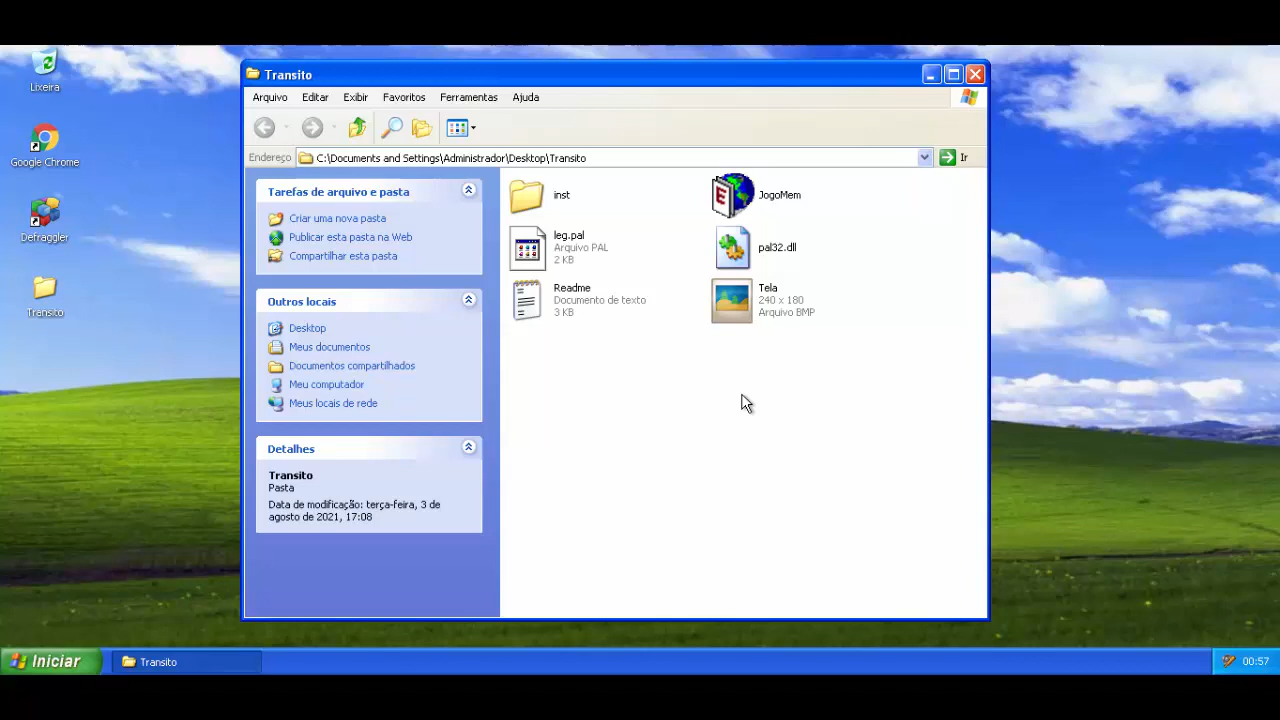 Lixeira
Google Chrome
Defraggler
Transito
Transito
Arquivo Editar Exibir Favoritos Ferramentas Ajuda
Endereço C:\Documents and Settings\Administrador\Desktop\Transito Ir
Tarefas de arquivo e pasta
Criar uma nova pasta
Publicar esta pasta na Web
Compartilhar esta pasta
Outros locais
Desktop
Meus documentos
Documentos compartilhados
Meu computador
Meus locais de rede
Detalhes
Transito
Pasta
Data de modificação: terça-feira, 3 de
agosto de 2021, 17:08
inst
JogoMem
leg.pal
Arquivo PAL
2 KB
pal32.dll
Readme
Documento de texto
3 KB
Tela
240 x 180
Arquivo BMP
Iniciar
Transito
00:57